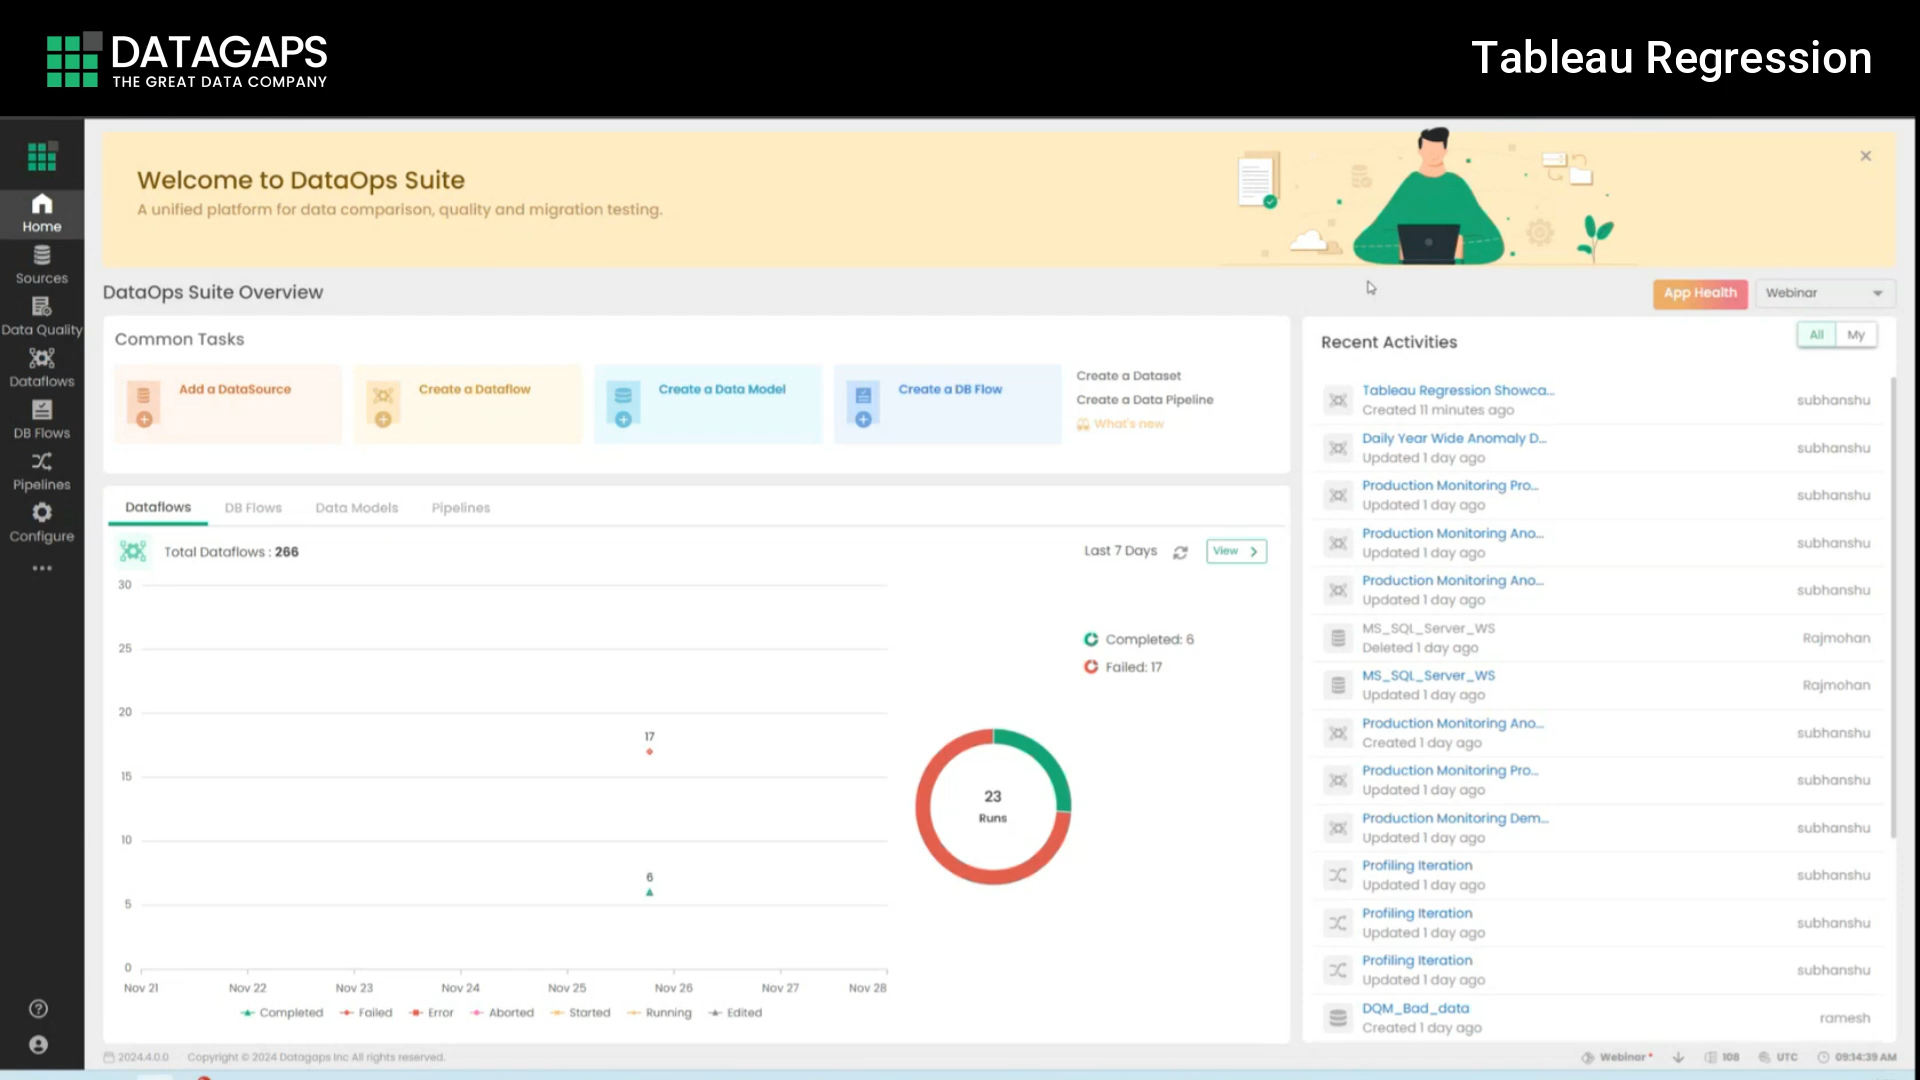 DATAGAPS
THE GREAT DATA COMPANY
Tableau Regression
Welcome to DataOps Suite
A unified platform for data comparison, quality and migration testing.
Home
Sources
Data Quality
Dataflows
DB Flows
Pipelines
Configure
DataOps Suite Overview
App Health
Webinar
Common Tasks
Add a DataSource
Create a Dataflow
Create a Data Model
Create a DB Flow
Create a Dataset
Create a Data Pipeline
What's new
Dataflows DB Flows Data Models Pipelines
Total Dataflows : 266
Last 7 Days
View
30
25
20
15
10
5
0
17
6
Nov 21 Nov 22 Nov 23 Nov 24 Nov 25 Nov 26 Nov 27 Nov 28
Completed Failed Error Aborted Started Running Edited
Completed: 6
Failed: 17
23
Runs
Recent Activities
All My
Tableau Regression Showca...
Created 11 minutes ago
subhanshu
Daily Year Wide Anomaly D...
Updated 1 day ago
subhanshu
Production Monitoring Pro...
Updated 1 day ago
subhanshu
Production Monitoring Ano...
Updated 1 day ago
subhanshu
Production Monitoring Ano...
Updated 1 day ago
subhanshu
MS_SQL_Server_WS
Deleted 1 day ago
Rajmohan
MS_SQL_Server_WS
Updated 1 day ago
Rajmohan
Production Monitoring Ano...
Created 1 day ago
subhanshu
Production Monitoring Pro...
Updated 1 day ago
subhanshu
Production Monitoring Dem...
Updated 1 day ago
subhanshu
Profiling Iteration
Updated 1 day ago
subhanshu
Profiling Iteration
Updated 1 day ago
subhanshu
Profiling Iteration
Updated 1 day ago
subhanshu
DQM_Bad_data
Created 1 day ago
ramesh
2024.4.0.0 Copyright © 2024 Datagaps Inc All rights reserved.
Webinar * 108 UTC 09:14:39 AM